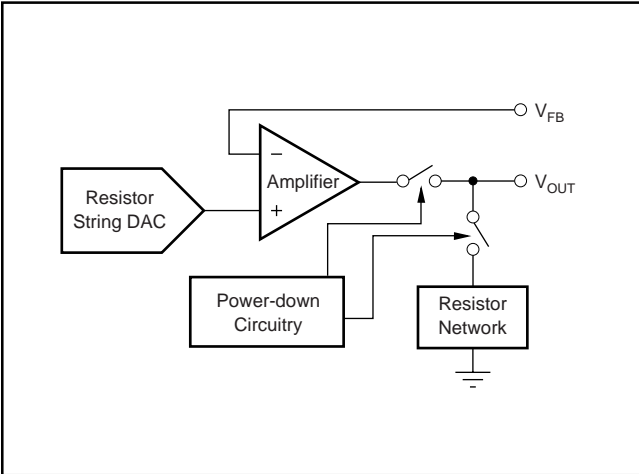 V_FB
−
Amplifier
+
Resistor
String DAC
V_OUT
Power-down
Circuitry
Resistor
Network